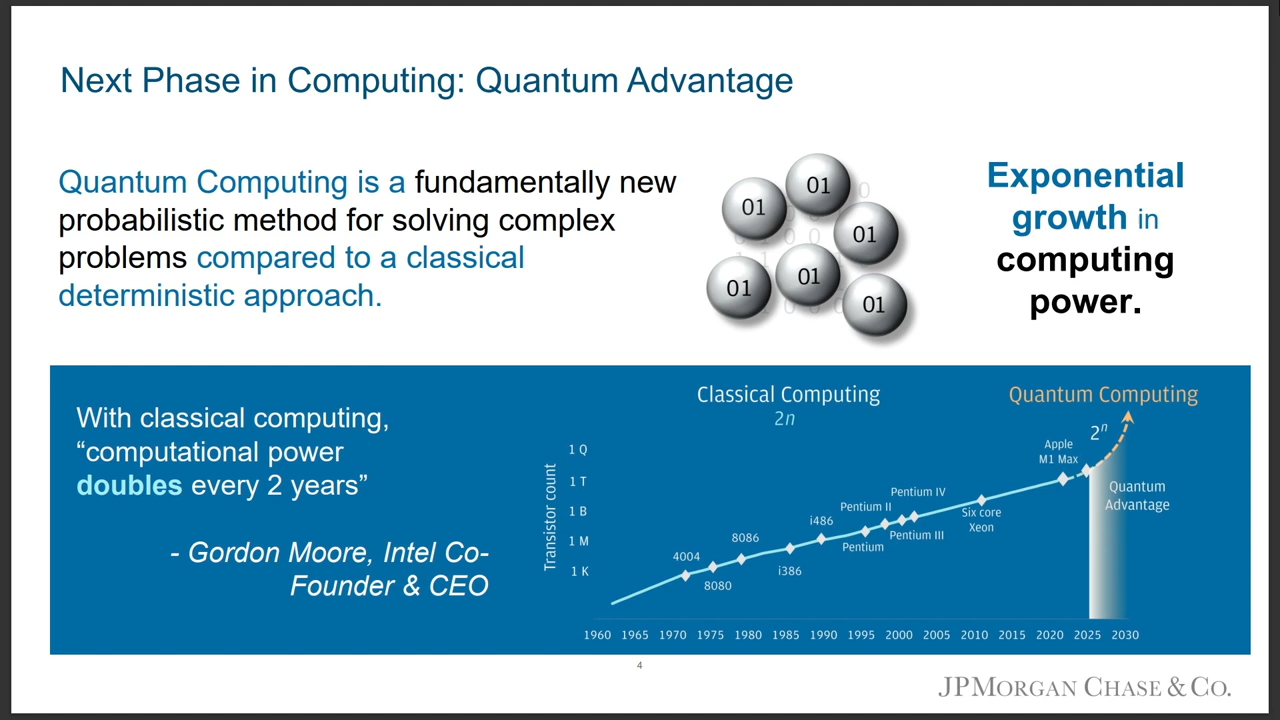 Next Phase in Computing: Quantum Advantage
Quantum Computing is a fundamentally new
probabilistic method for solving complex
problems compared to a classical
deterministic approach.
01
01
01
01
01
01
Exponential
growth in
computing
power.
With classical computing,
“computational power
doubles every 2 years”
- Gordon Moore, Intel Co-
Founder & CEO
Classical Computing
2n
Quantum Computing
2ⁿ
Transistor count
1 Q
1 T
1 B
1 M
1 K
4004
8080
8086
i386
i486
Pentium
Pentium II
Pentium III
Pentium IV
Six core
Xeon
Apple
M1 Max
Quantum
Advantage
1960 1965 1970 1975 1980 1985 1990 1995 2000 2005 2010 2015 2020 2025 2030
4
JPMORGAN CHASE & CO.